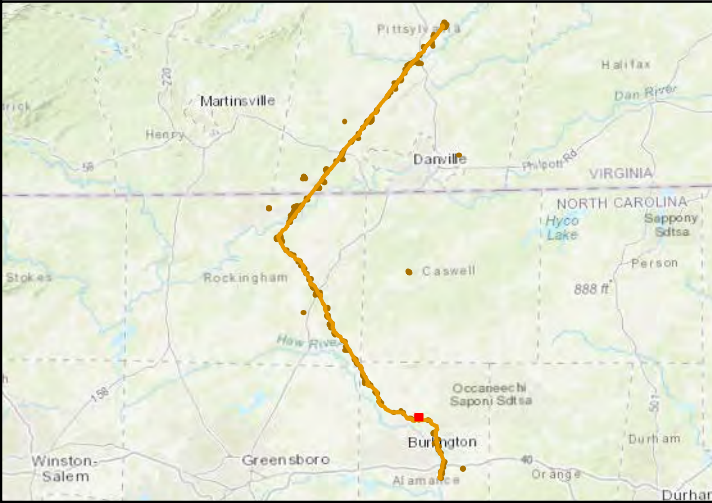 Pittsylvania
Halifax
220
Martinsville
Dan River
Henry
58
Danville
Philpott Rd
VIRGINIA
NORTH CAROLINA
Hyco
Lake
Sappony
Sdtsa
Stokes
Rockingham
Caswell
Person
888 ft
Haw River
158
Occaneechi
Saponi Sdtsa
501
Burlington
Durham
Winston-
Salem
Greensboro
40
Alamance
Orange
Durham